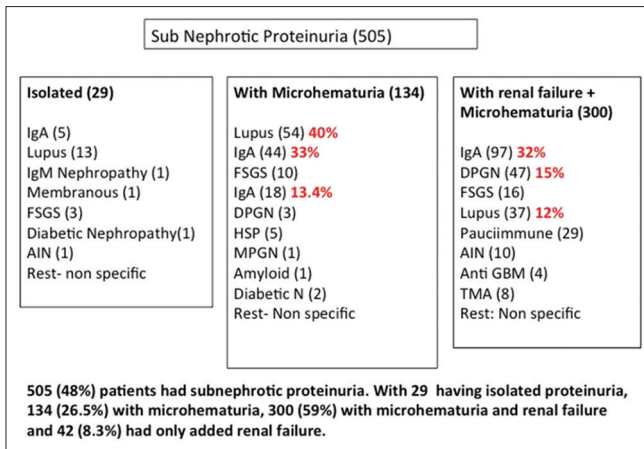 Sub Nephrotic Proteinuria (505)
Isolated (29)
IgA (5)
Lupus (13)
IgM Nephropathy (1)
Membranous (1)
FSGS (3)
Diabetic Nephropathy(1)
AIN (1)
Rest- non specific
With Microhematuria (134)
Lupus (54) 40%
IgA (44) 33%
FSGS (10)
IgA (18) 13.4%
DPGN (3)
HSP (5)
MPGN (1)
Amyloid (1)
Diabetic N (2)
Rest- Non specific
With renal failure +
Microhematuria (300)
IgA (97) 32%
DPGN (47) 15%
FSGS (16)
Lupus (37) 12%
Pauciimmune (29)
AIN (10)
Anti GBM (4)
TMA (8)
Rest: Non specific
505 (48%) patients had subnephrotic proteinuria. With 29 having isolated proteinuria,
134 (26.5%) with microhematuria, 300 (59%) with microhematuria and renal failure
and 42 (8.3%) had only added renal failure.